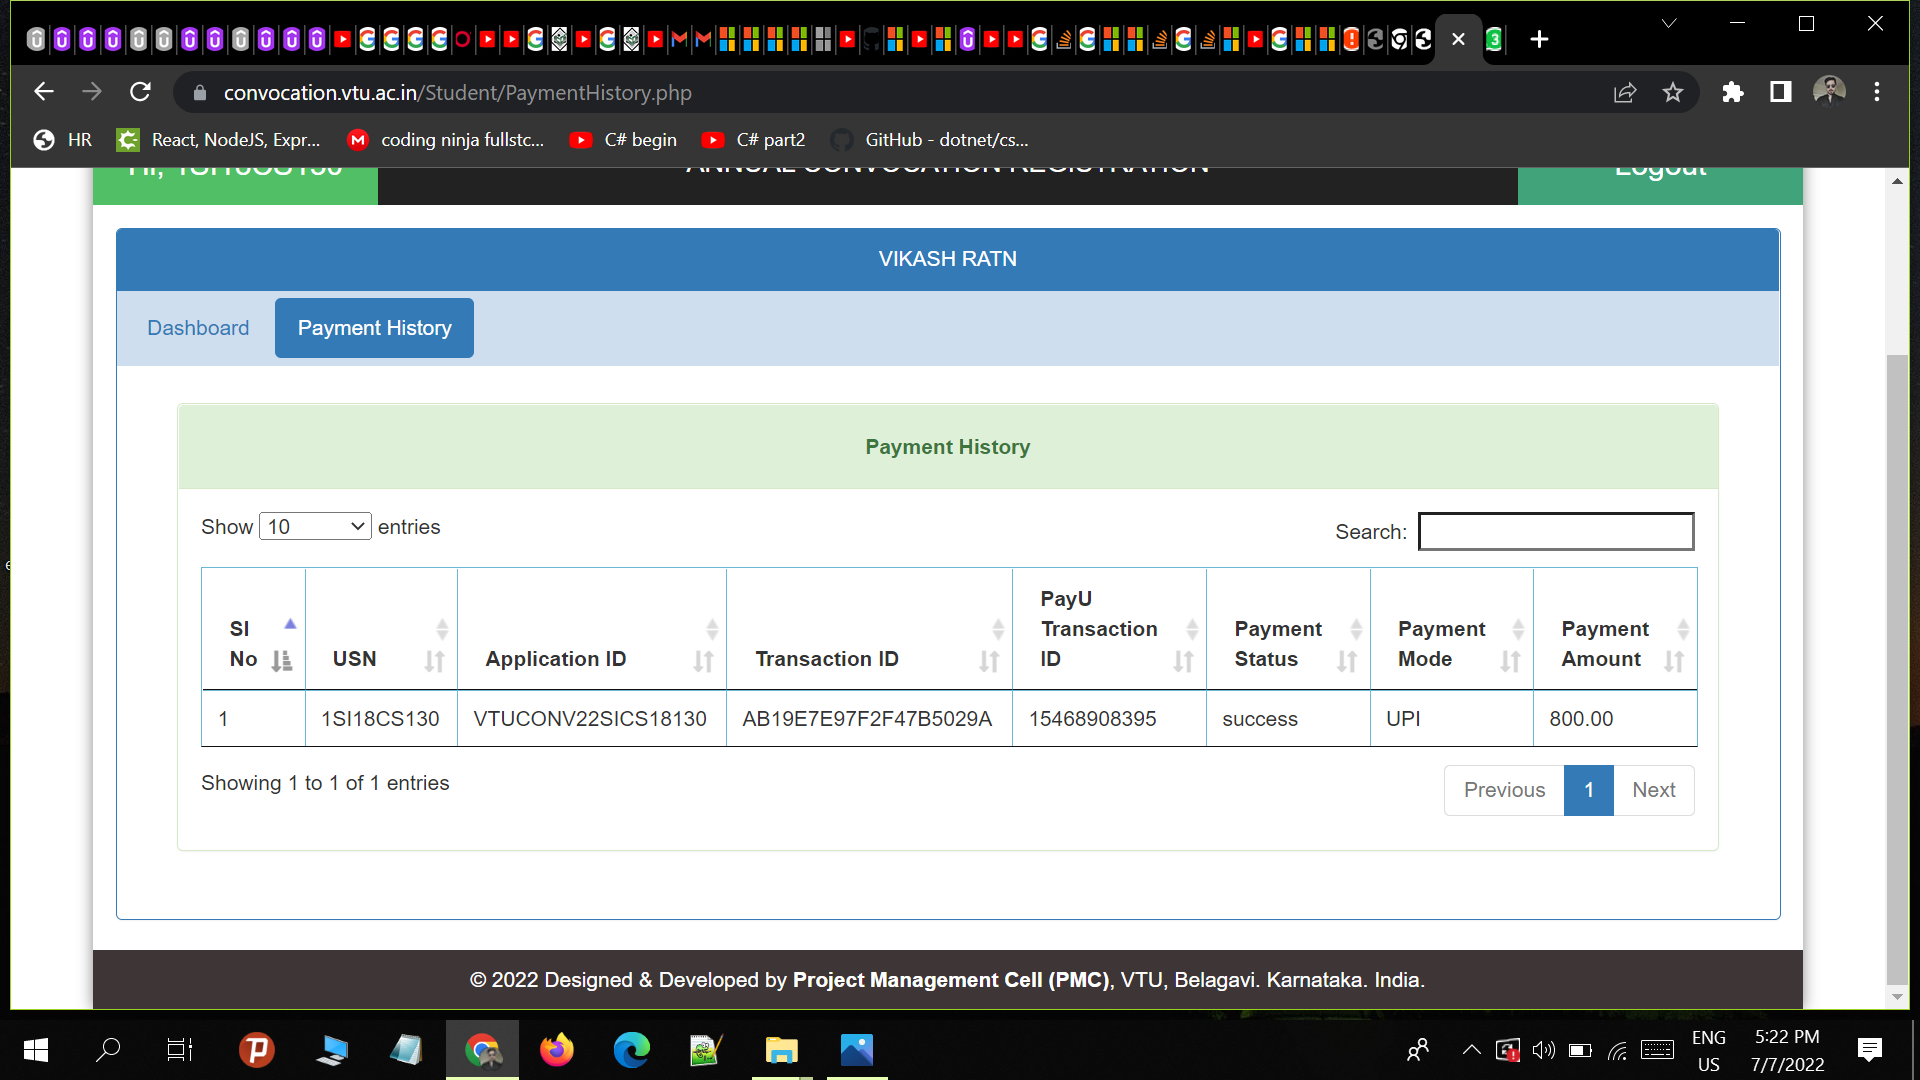 convocation.vtu.ac.in/Student/PaymentHistory.php
HR React, NodeJS, Expr... coding ninja fullstc... C# begin C# part2 GitHub - dotnet/cs...
ANNUAL CONVOCATION REGISTRATION Logout
VIKASH RATN
Dashboard Payment History
Payment History
Show 10 entries Search:
Sl No USN Application ID Transaction ID PayU Transaction ID Payment Status Payment Mode Payment Amount
1 1SI18CS130 VTUCONV22SICS18130 AB19E7E97F2F47B5029A 15468908395 success UPI 800.00
Showing 1 to 1 of 1 entries Previous 1 Next
© 2022 Designed & Developed by Project Management Cell (PMC), VTU, Belagavi. Karnataka. India.
ENG 5:22 PM
US 7/7/2022